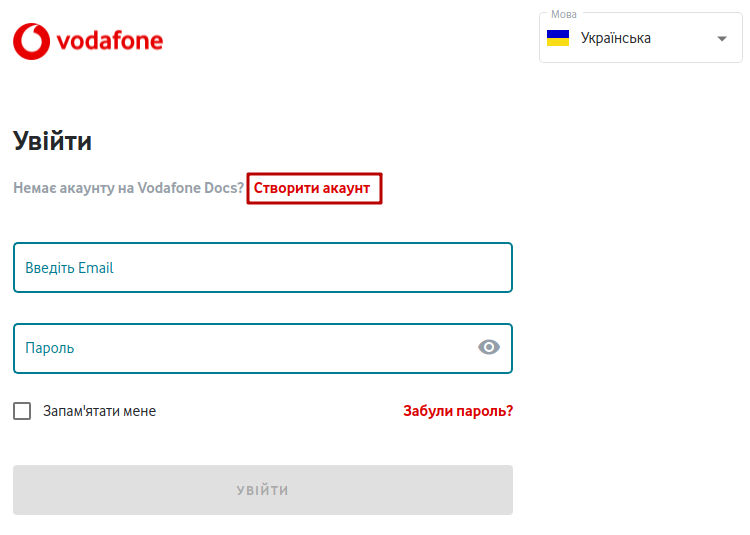 vodafone
Мова
Українська
Увійти
Немає акаунту на Vodafone Docs? Створити акаунт
Введіть Email
Пароль
Запам'ятати мене
Забули пароль?
УВІЙТИ